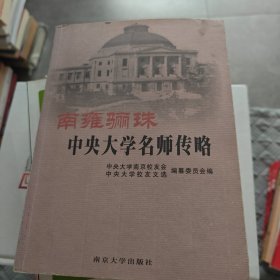 南雍骊珠
中央大学名师传略
中央大学南京校友会
中央大学校友文选
编纂委员会编
南京大学出版社